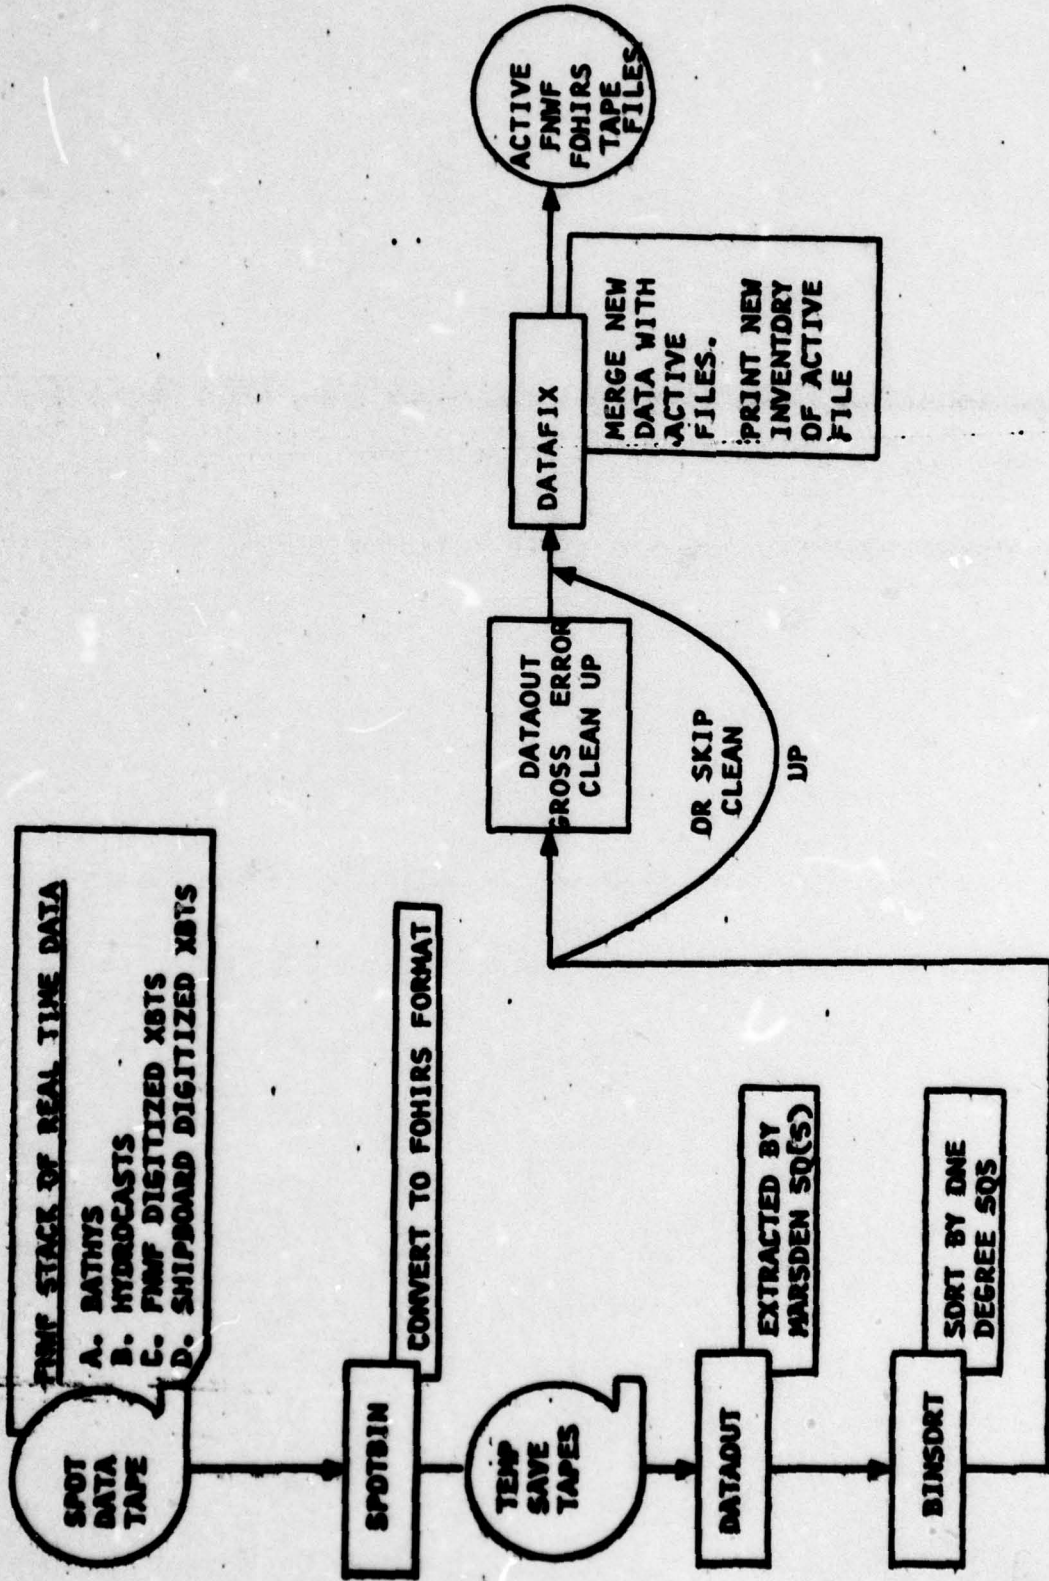 SPOT
DATA
TAPE
FNWF STACK OF REAL TIME DATA
A. BATHYS
B. HYDROCASTS
C. FNWF DIGITIZED XBTS
D. SHIPBOARD DIGITIZED XBTS
SPOTBIN
CONVERT TO FOHIRS FORMAT
TEMP
SAVE
TAPES
DATAOUT
EXTRACTED BY
MARSDEN SQ(S)
BINSORT
SORT BY ONE
DEGREE SQS
DATAOUT
GROSS ERROR
CLEAN UP
OR SKIP
CLEAN
UP
DATAFIX
MERGE NEW
DATA WITH
ACTIVE
FILES.
PRINT NEW
INVENTORY
OF ACTIVE
FILE
ACTIVE
FNWF
FOHIRS
TAPE
FILES